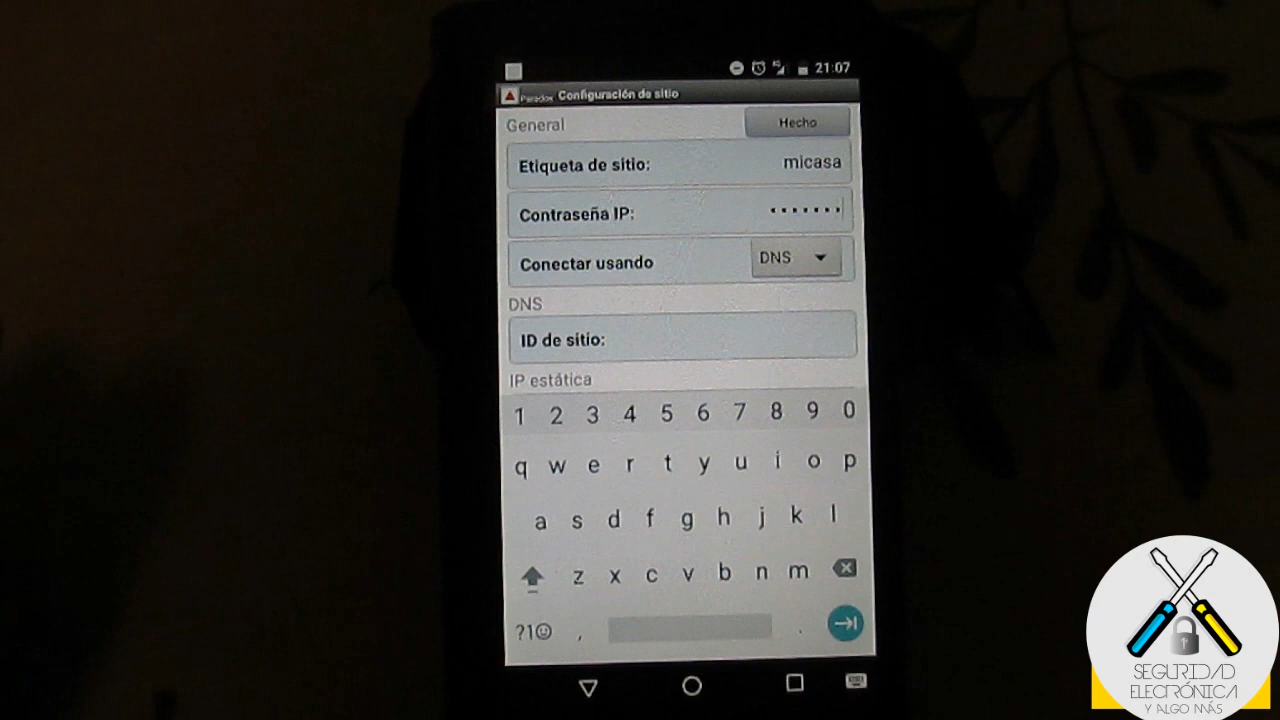 21:07
Paradox Configuración de sitio
General Hecho
Etiqueta de sitio: micasa
Contraseña IP: •••••••
Conectar usando DNS
DNS
ID de sitio:
IP estática
1 2 3 4 5 6 7 8 9 0
q w e r t y u i o p
a s d f g h j k l
z x c v b n m
?1☺ , .
SEGURIDAD
ELECTRÓNICA
Y ALGO MÁS